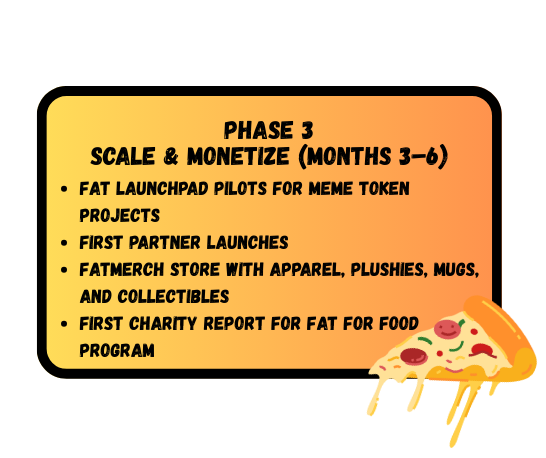 PHASE 3
SCALE & MONETIZE (MONTHS 3–6)
• FAT LAUNCHPAD PILOTS FOR MEME TOKEN
PROJECTS
• FIRST PARTNER LAUNCHES
• FATMERCH STORE WITH APPAREL, PLUSHIES, MUGS,
AND COLLECTIBLES
• FIRST CHARITY REPORT FOR FAT FOR FOOD
PROGRAM